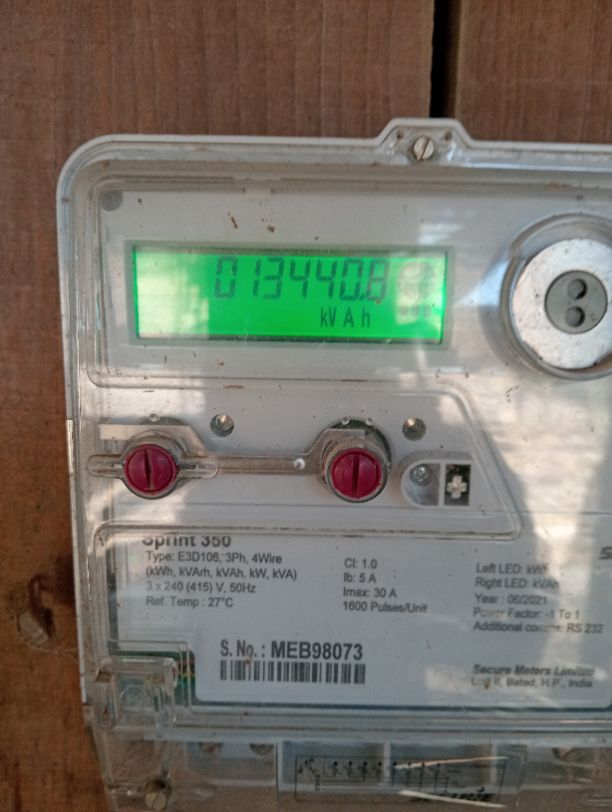 013440.8
kVAh
Sprint 350
Type: E3D106, 3Ph, 4Wire
(kWh, kVArh, kVAh, kW, kVA)
3 x 240 (415) V, 50Hz
Ref. Temp : 27°C
Cl: 1.0
Ib: 5 A
Imax: 30 A
1600 Pulses/Unit
Left LED: kWh
Right LED: kVAh
Year : 06/2021
Power Factor: -1 To 1
Additional comms: RS 232
S. No. : MEB98073
Secure Meters Limited
Unit II, Bated, H.P., India